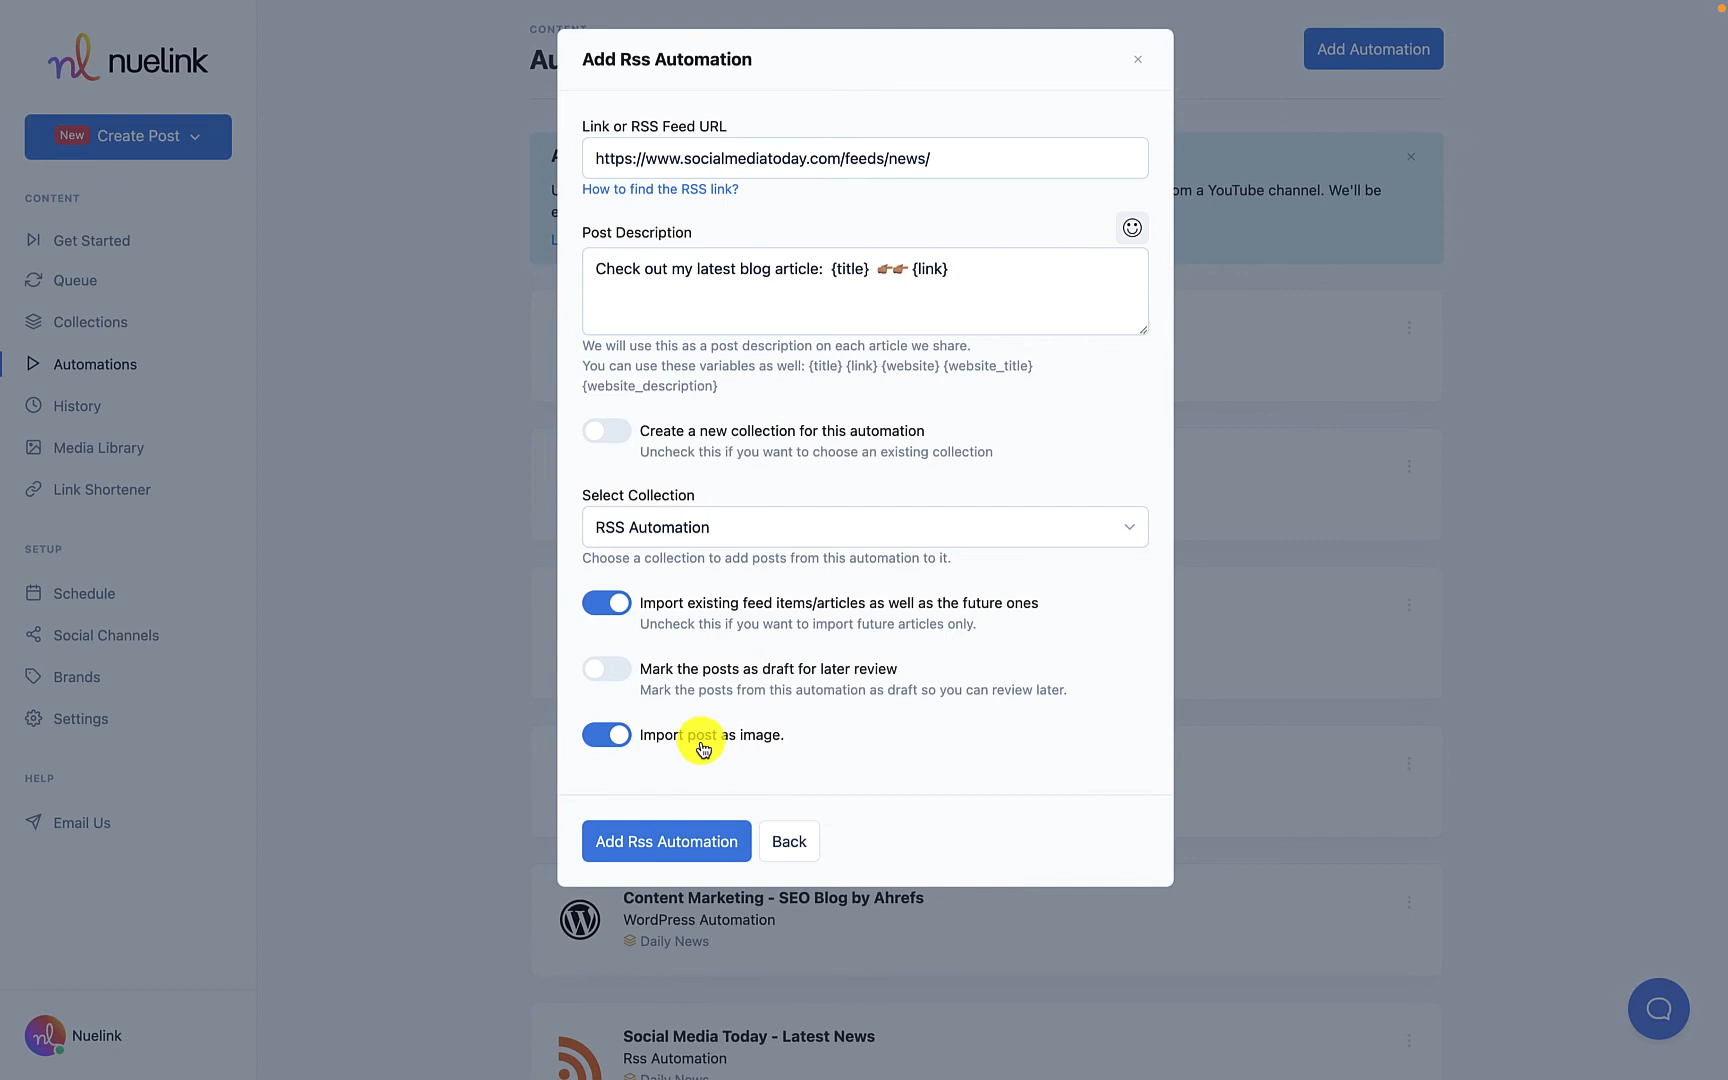 nuelink
New Create Post
CONTENT
Get Started
Queue
Collections
Automations
History
Media Library
Link Shortener
SETUP
Schedule
Social Channels
Brands
Settings
HELP
Email Us
Nuelink
CONTENT
Au
Add Automation
om a YouTube channel. We'll be
Add Rss Automation
Link or RSS Feed URL
https://www.socialmediatoday.com/feeds/news/
How to find the RSS link?
Post Description
Check out my latest blog article: {title} 👉🏽👉🏽 {link}
We will use this as a post description on each article we share.
You can use these variables as well: {title} {link} {website} {website_title}
{website_description}
Create a new collection for this automation
Uncheck this if you want to choose an existing collection
Select Collection
RSS Automation
Choose a collection to add posts from this automation to it.
Import existing feed items/articles as well as the future ones
Uncheck this if you want to import future articles only.
Mark the posts as draft for later review
Mark the posts from this automation as draft so you can review later.
Import post as image.
Add Rss Automation
Back
Content Marketing - SEO Blog by Ahrefs
WordPress Automation
Daily News
Social Media Today - Latest News
Rss Automation
Daily News